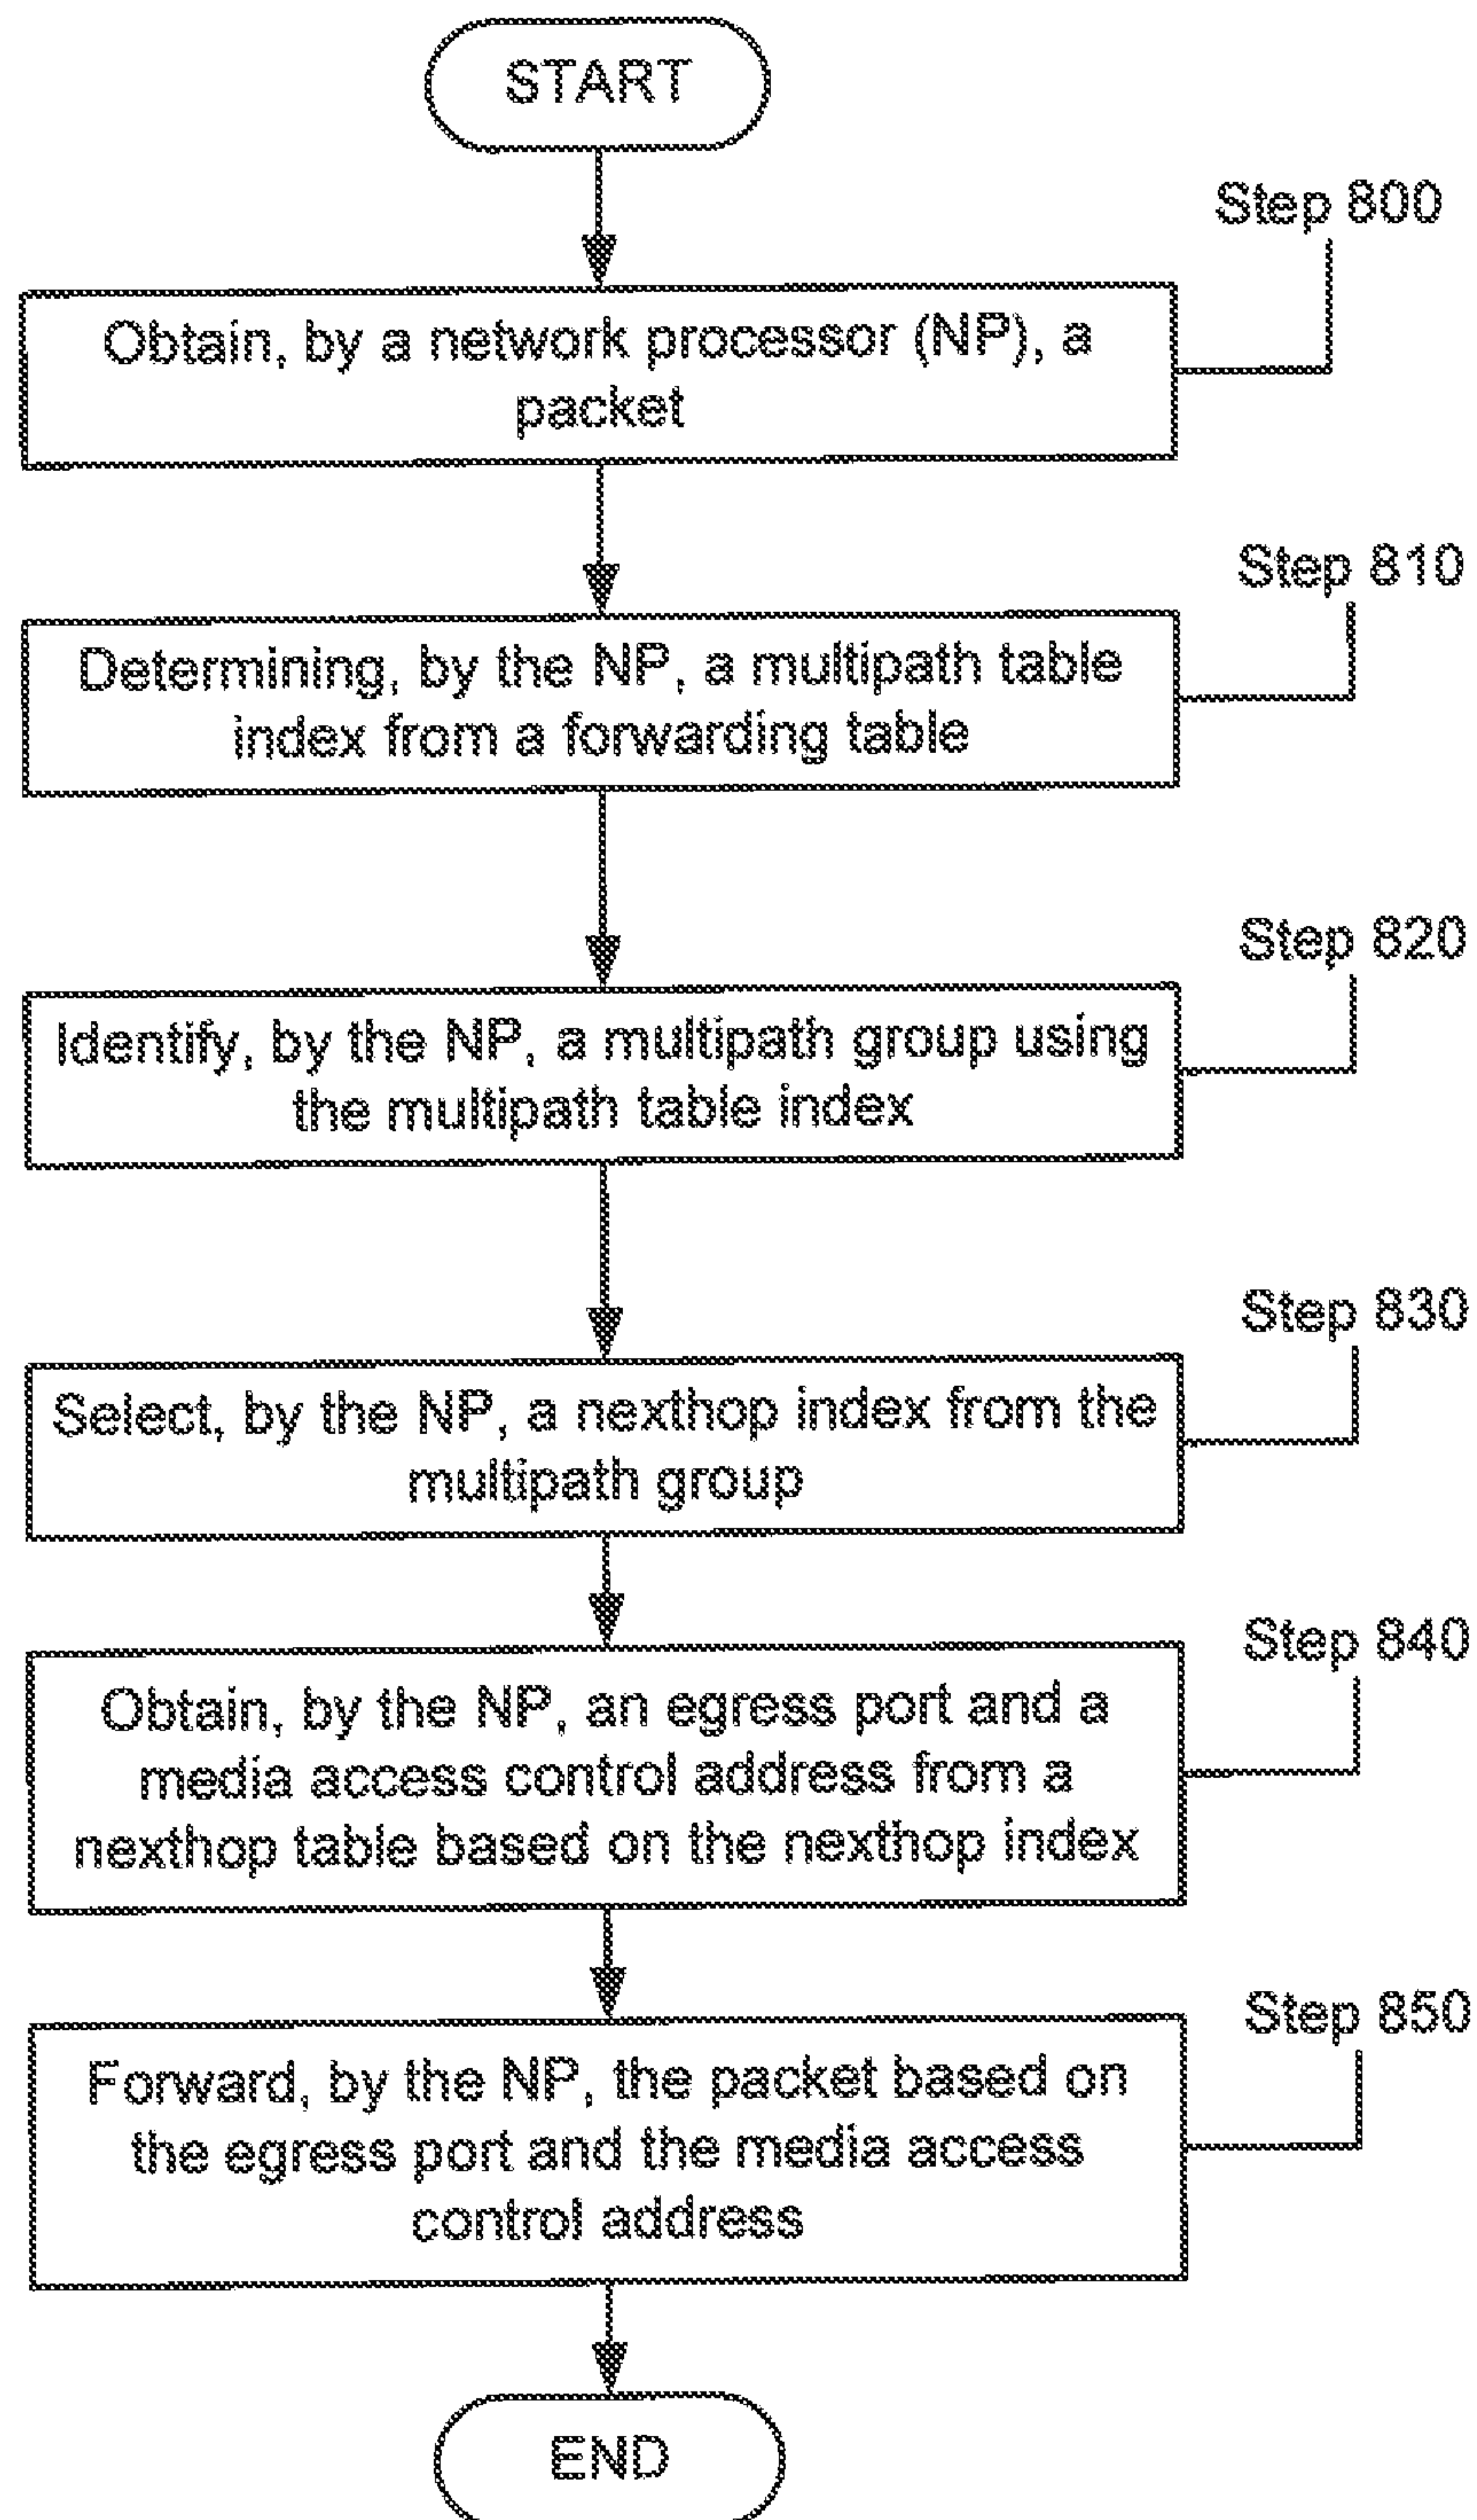 START
Step 800
Obtain, by a network processor (NP), a
packet
Step 810
Determining, by the NP, a multipath table
index from a forwarding table
Step 820
Identify, by the NP, a multipath group using
the multipath table index
Step 830
Select, by the NP, a nexthop index from the
multipath group
Step 840
Obtain, by the NP, an egress port and a
media access control address from a
nexthop table based on the nexthop index
Step 850
Forward, by the NP, the packet based on
the egress port and the media access
control address
END